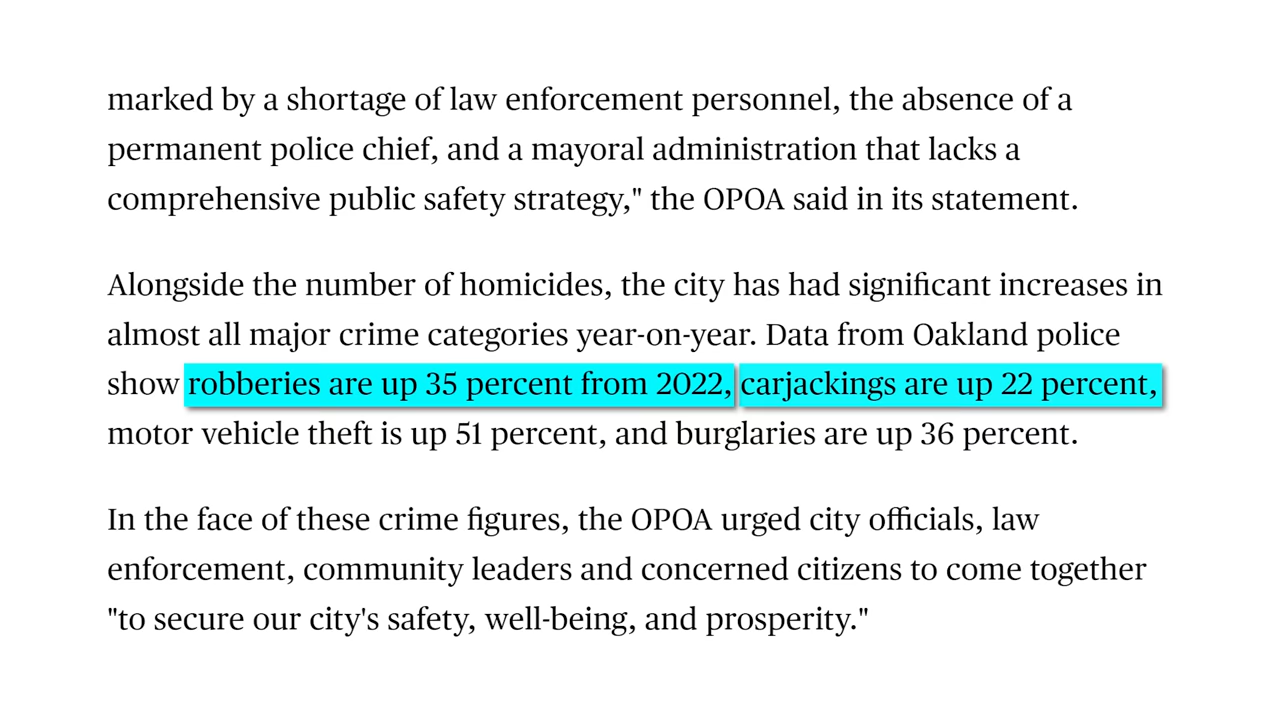 marked by a shortage of law enforcement personnel, the absence of a
permanent police chief, and a mayoral administration that lacks a
comprehensive public safety strategy," the OPOA said in its statement.
Alongside the number of homicides, the city has had significant increases in
almost all major crime categories year-on-year. Data from Oakland police
show robberies are up 35 percent from 2022, carjackings are up 22 percent,
motor vehicle theft is up 51 percent, and burglaries are up 36 percent.
In the face of these crime figures, the OPOA urged city officials, law
enforcement, community leaders and concerned citizens to come together
"to secure our city's safety, well-being, and prosperity."